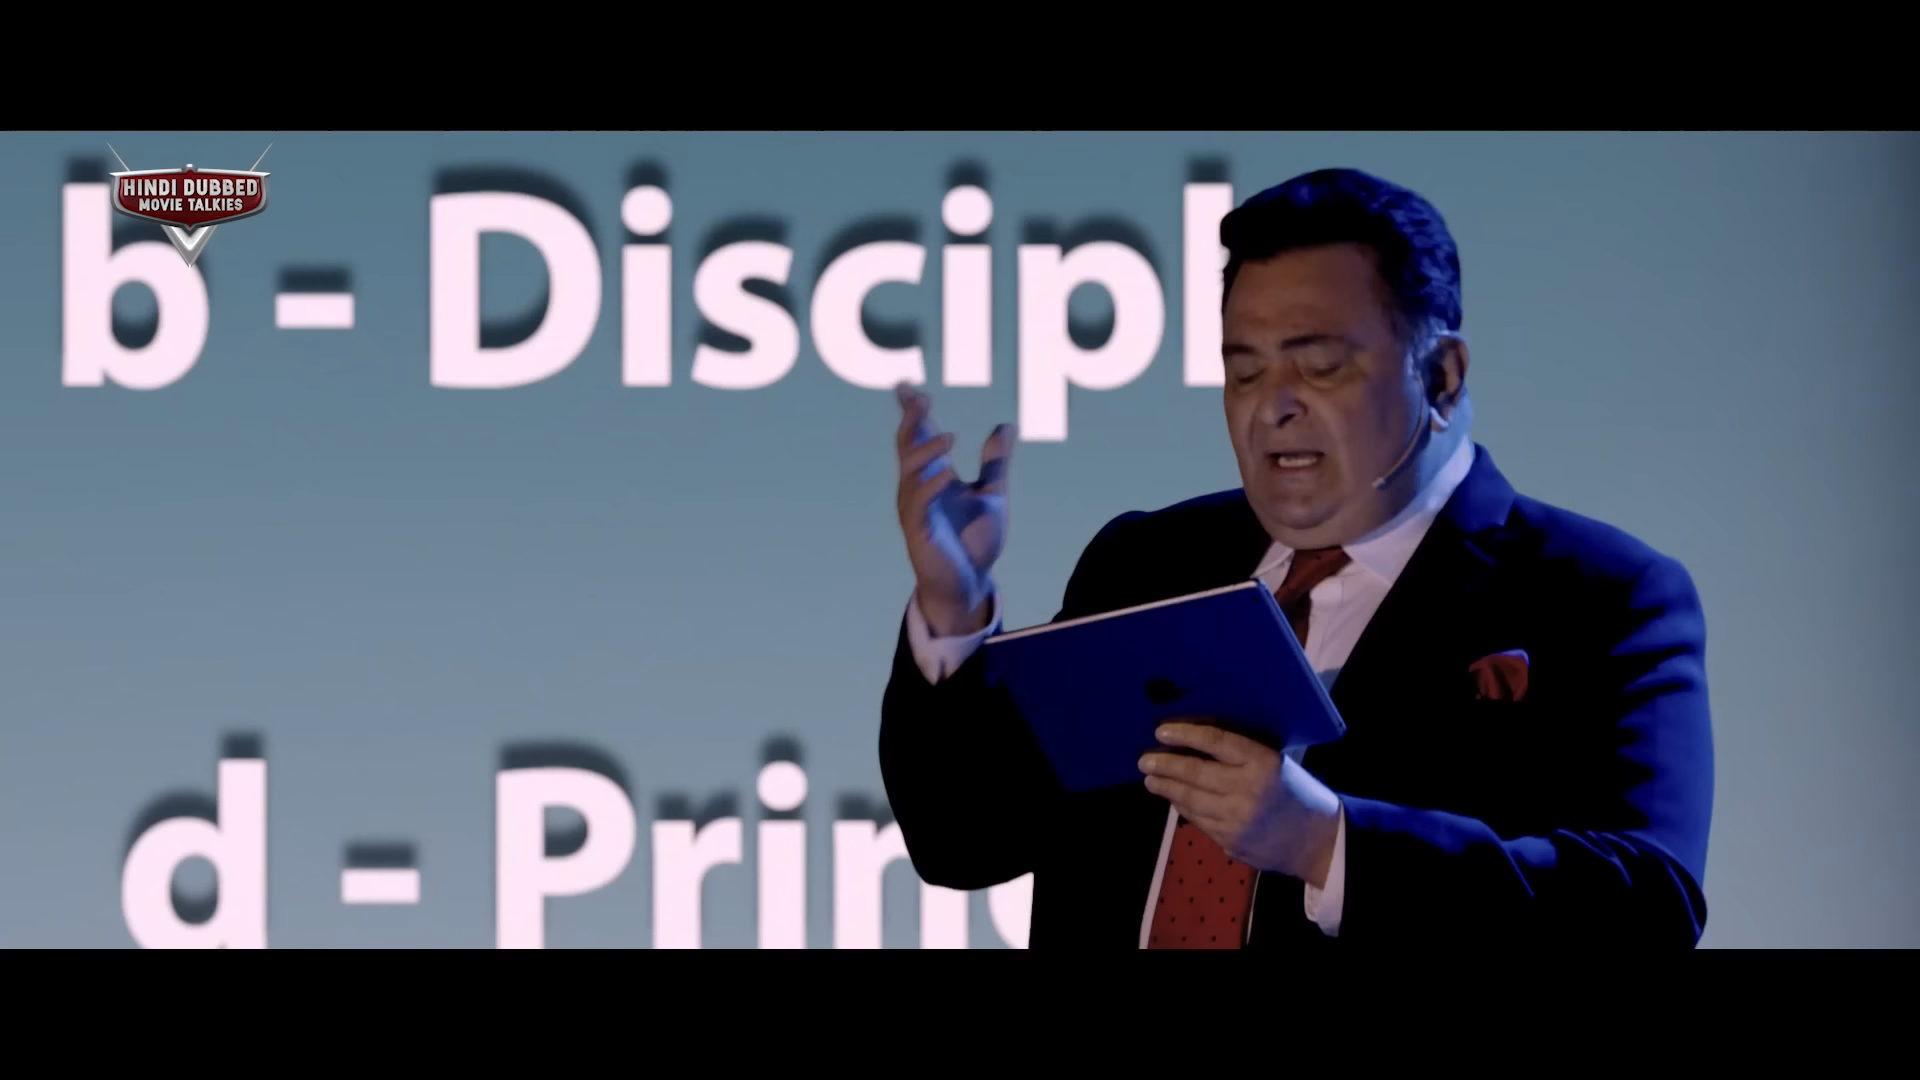 HINDI DUBBED
MOVIE TALKIES
b - Discipl
d - Prin